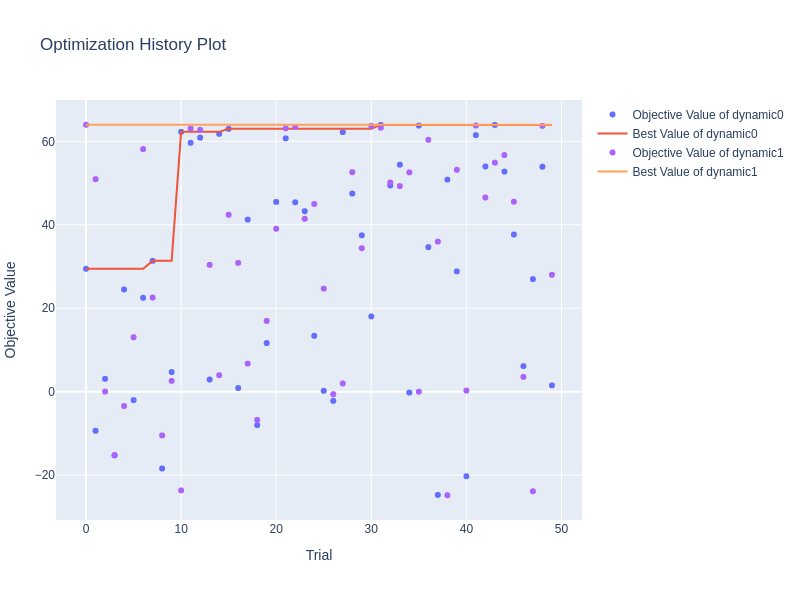 Optimization History Plot
Objective Value of dynamic0
Best Value of dynamic0
Objective Value of dynamic1
Best Value of dynamic1
60
40
20
0
−20
Objective Value
0 10 20 30 40 50
Trial